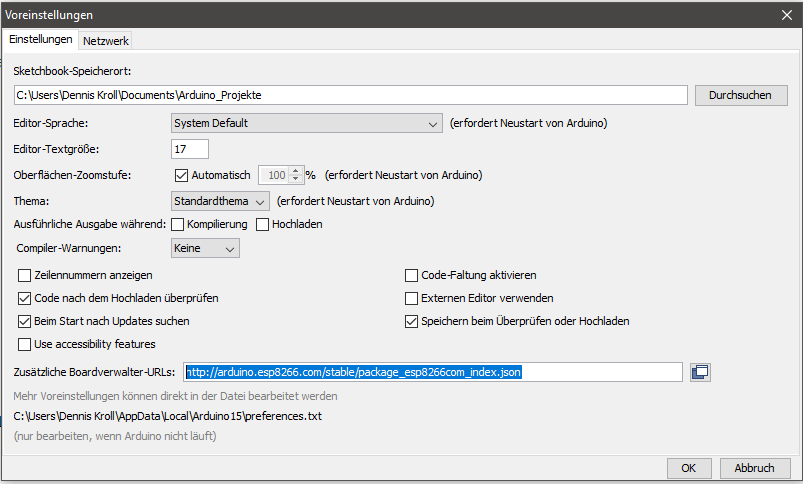 Voreinstellungen
Einstellungen Netzwerk
Sketchbook-Speicherort:
C:\Users\Dennis Kroll\Documents\Arduino_Projekte Durchsuchen
Editor-Sprache: System Default (erfordert Neustart von Arduino)
Editor-Textgröße: 17
Oberflächen-Zoomstufe: Automatisch 100 % (erfordert Neustart von Arduino)
Thema: Standardthema (erfordert Neustart von Arduino)
Ausführliche Ausgabe während: Kompilierung Hochladen
Compiler-Warnungen: Keine
Zeilennummern anzeigen Code-Faltung aktivieren
Code nach dem Hochladen überprüfen Externen Editor verwenden
Beim Start nach Updates suchen Speichern beim Überprüfen oder Hochladen
Use accessibility features
Zusätzliche Boardverwalter-URLs: http://arduino.esp8266.com/stable/package_esp8266com_index.json
Mehr Voreinstellungen können direkt in der Datei bearbeitet werden
C:\Users\Dennis Kroll\AppData\Local\Arduino15\preferences.txt
(nur bearbeiten, wenn Arduino nicht läuft)
OK Abbruch